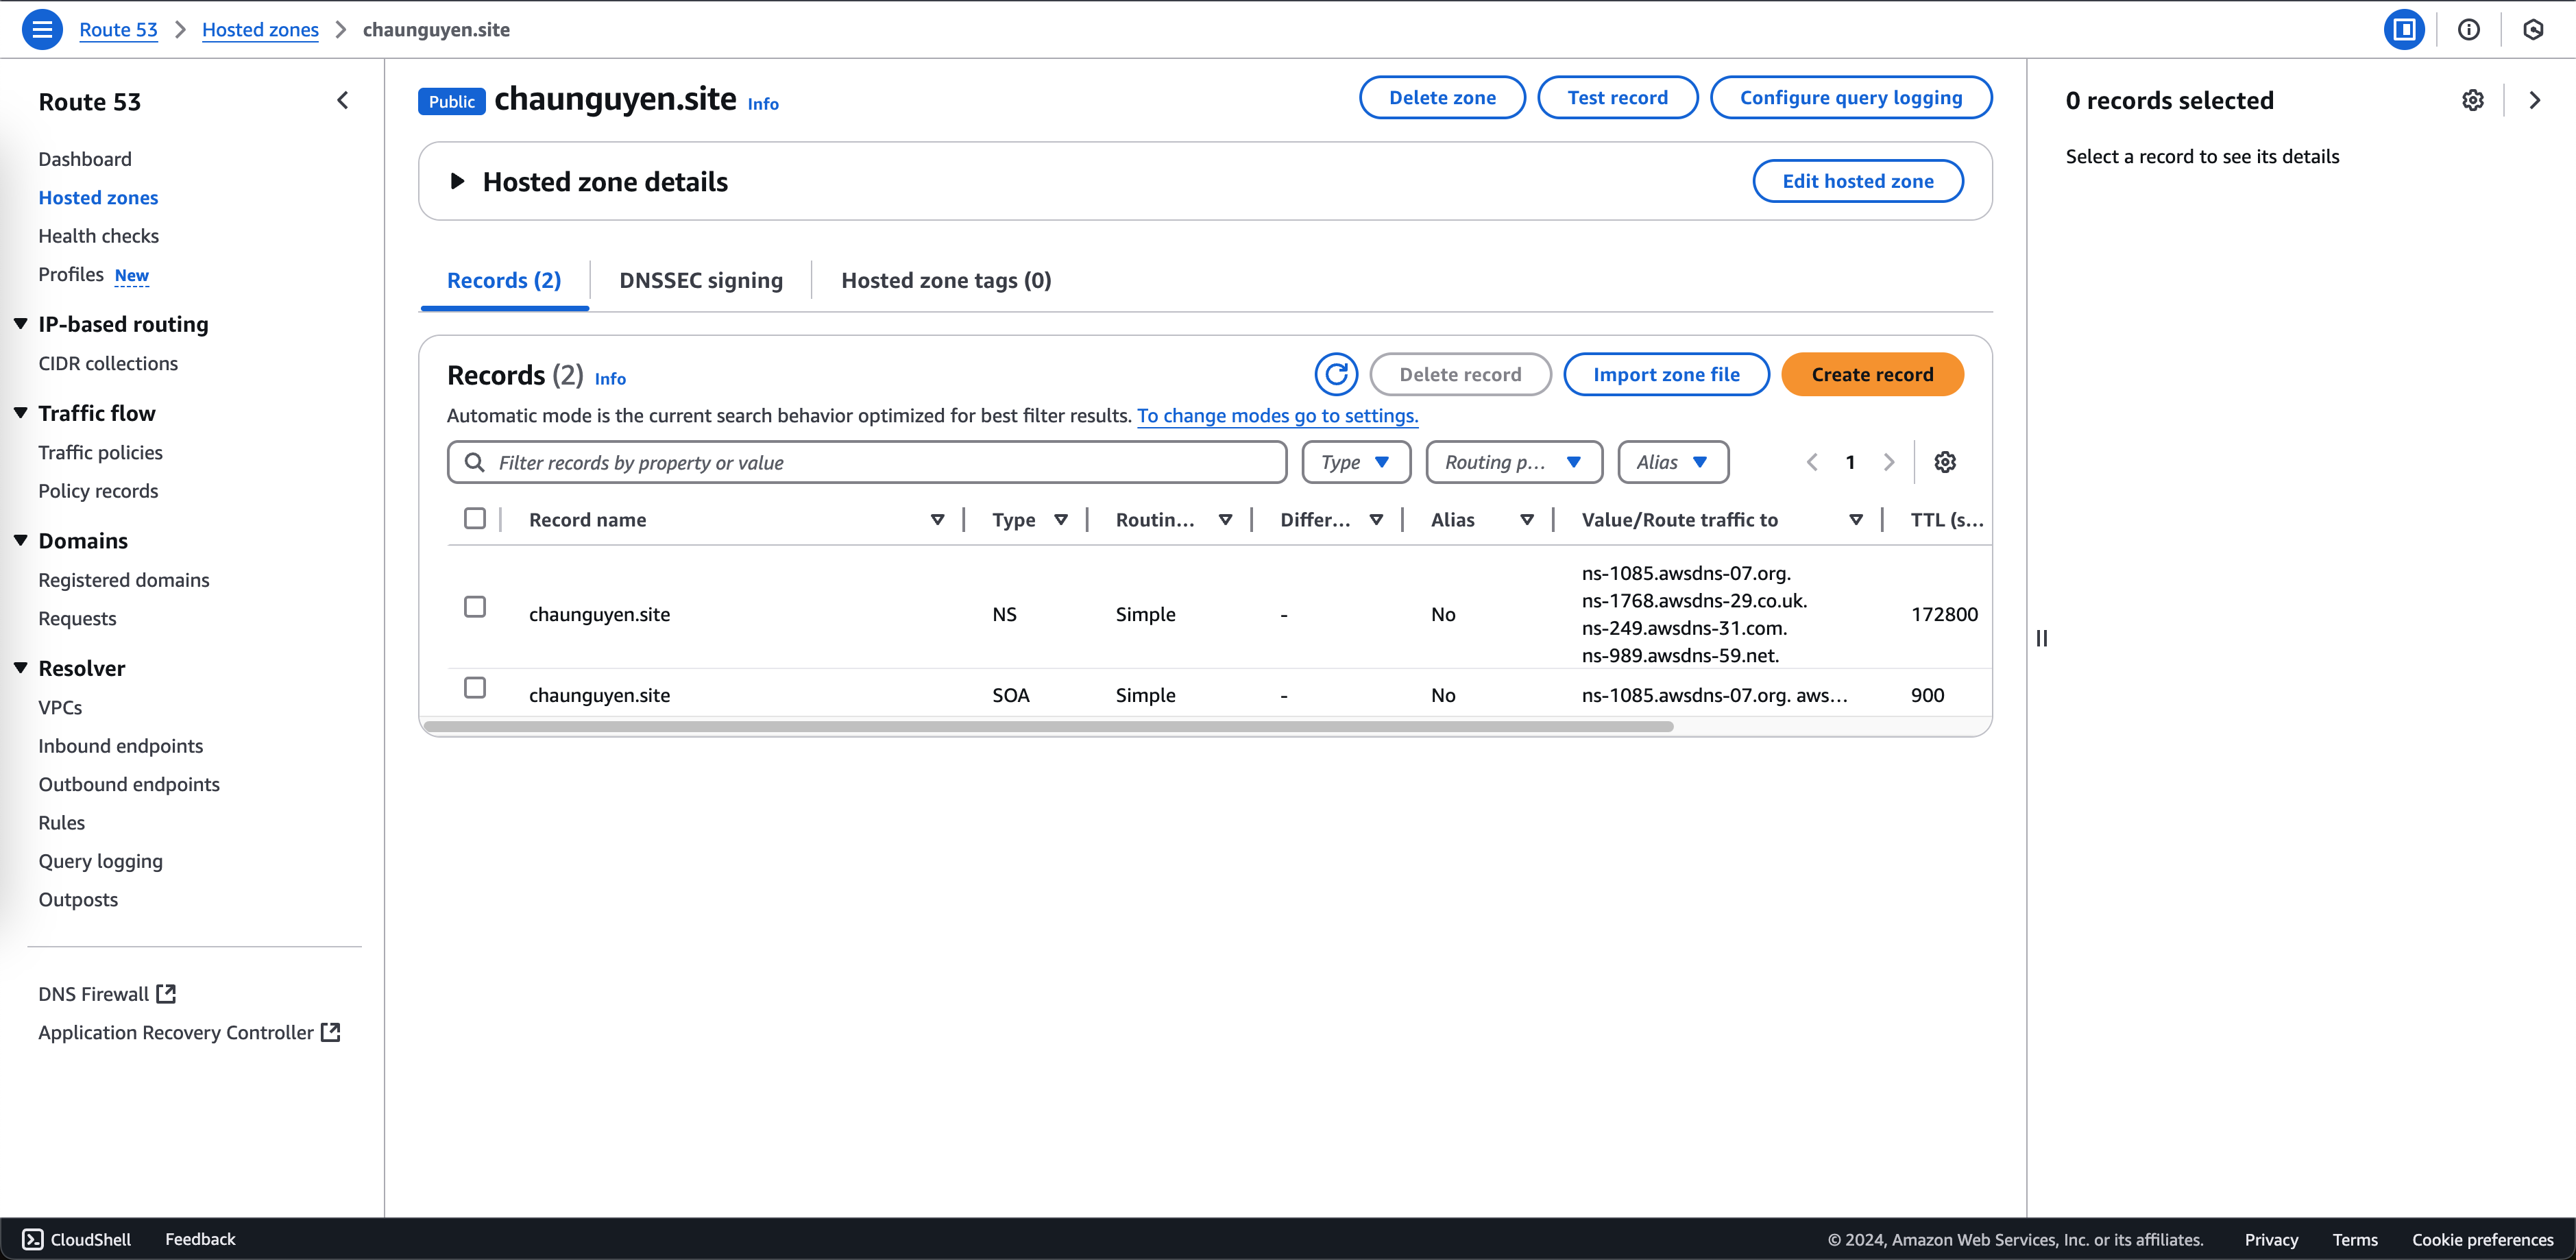 Route 53 > Hosted zones > chaunguyen.site
Route 53
Dashboard
Hosted zones
Health checks
Profiles New
IP-based routing
CIDR collections
Traffic flow
Traffic policies
Policy records
Domains
Registered domains
Requests
Resolver
VPCs
Inbound endpoints
Outbound endpoints
Rules
Query logging
Outposts
DNS Firewall
Application Recovery Controller
Public chaunguyen.site Info
Delete zone Test record Configure query logging
Hosted zone details
Edit hosted zone
Records (2) DNSSEC signing Hosted zone tags (0)
Records (2) Info
Delete record Import zone file Create record
Automatic mode is the current search behavior optimized for best filter results. To change modes go to settings.
Filter records by property or value Type Routing p... Alias 1
Record name Type Routin... Differ... Alias Value/Route traffic to TTL (s...
chaunguyen.site NS Simple - No
ns-1085.awsdns-07.org.
ns-1768.awsdns-29.co.uk.
ns-249.awsdns-31.com.
ns-989.awsdns-59.net.
172800
chaunguyen.site SOA Simple - No ns-1085.awsdns-07.org. aws... 900
0 records selected
Select a record to see its details
CloudShell Feedback © 2024, Amazon Web Services, Inc. or its affiliates. Privacy Terms Cookie preferences